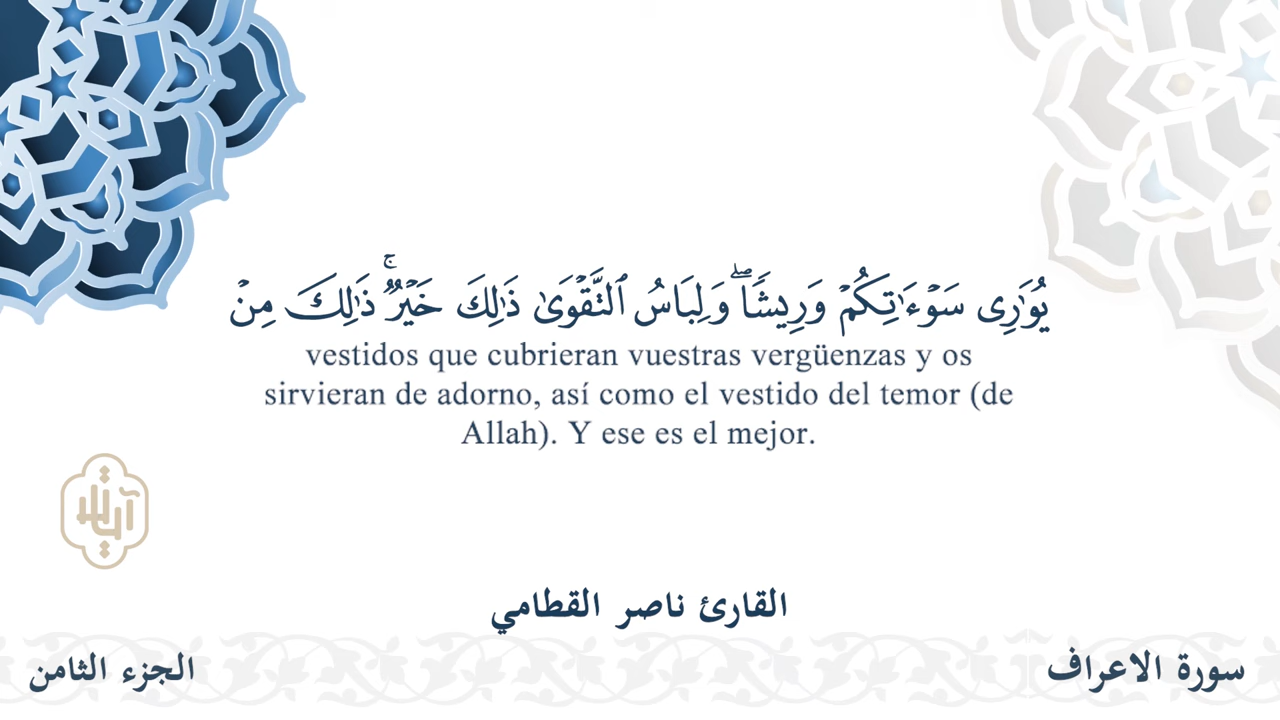 يُوَٰرِى سَوْءَٰتِكُمْ وَرِيشًاۖ وَلِبَاسُ ٱلتَّقْوَىٰ ذَٰلِكَ خَيْرٌۚ ذَٰلِكَ مِنْ
vestidos que cubrieran vuestras vergüenzas y os
sirvieran de adorno, así como el vestido del temor (de
Allah). Y ese es el mejor.
القارئ ناصر القطامي
سورة الاعراف
الجزء الثامن